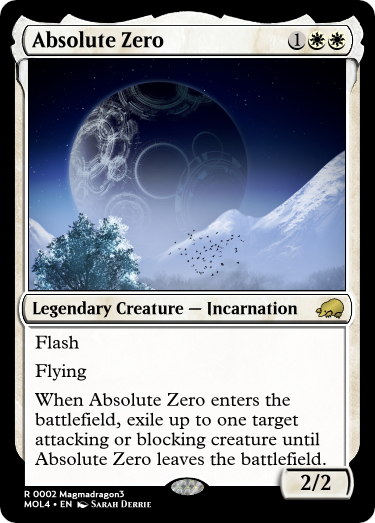 Absolute Zero 1
Legendary Creature — Incarnation
Flash
Flying
When Absolute Zero enters the
battlefield, exile up to one target
attacking or blocking creature until
Absolute Zero leaves the battlefield.
2/2
R 0002 Magmadragon3
MOL4 • EN Sarah Derrie